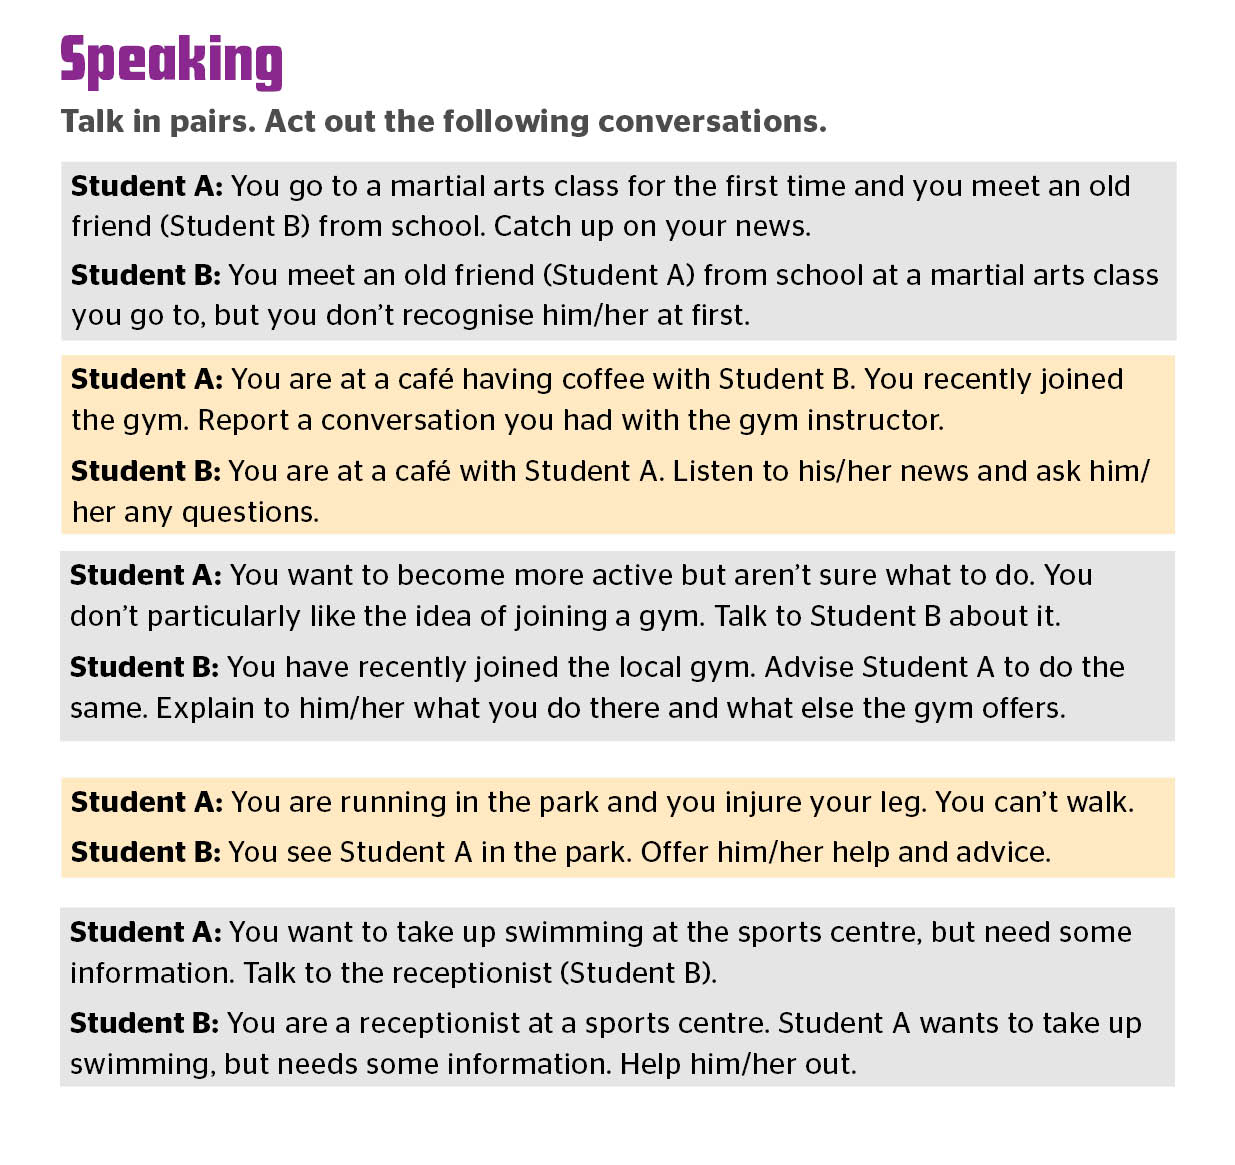 Speaking
Talk in pairs. Act out the following conversations.
Student A: You go to a martial arts class for the first time and you meet an old
friend (Student B) from school. Catch up on your news.
Student B: You meet an old friend (Student A) from school at a martial arts class
you go to, but you don’t recognise him/her at first.
Student A: You are at a café having coffee with Student B. You recently joined
the gym. Report a conversation you had with the gym instructor.
Student B: You are at a café with Student A. Listen to his/her news and ask him/
her any questions.
Student A: You want to become more active but aren’t sure what to do. You
don’t particularly like the idea of joining a gym. Talk to Student B about it.
Student B: You have recently joined the local gym. Advise Student A to do the
same. Explain to him/her what you do there and what else the gym offers.
Student A: You are running in the park and you injure your leg. You can’t walk.
Student B: You see Student A in the park. Offer him/her help and advice.
Student A: You want to take up swimming at the sports centre, but need some
information. Talk to the receptionist (Student B).
Student B: You are a receptionist at a sports centre. Student A wants to take up
swimming, but needs some information. Help him/her out.